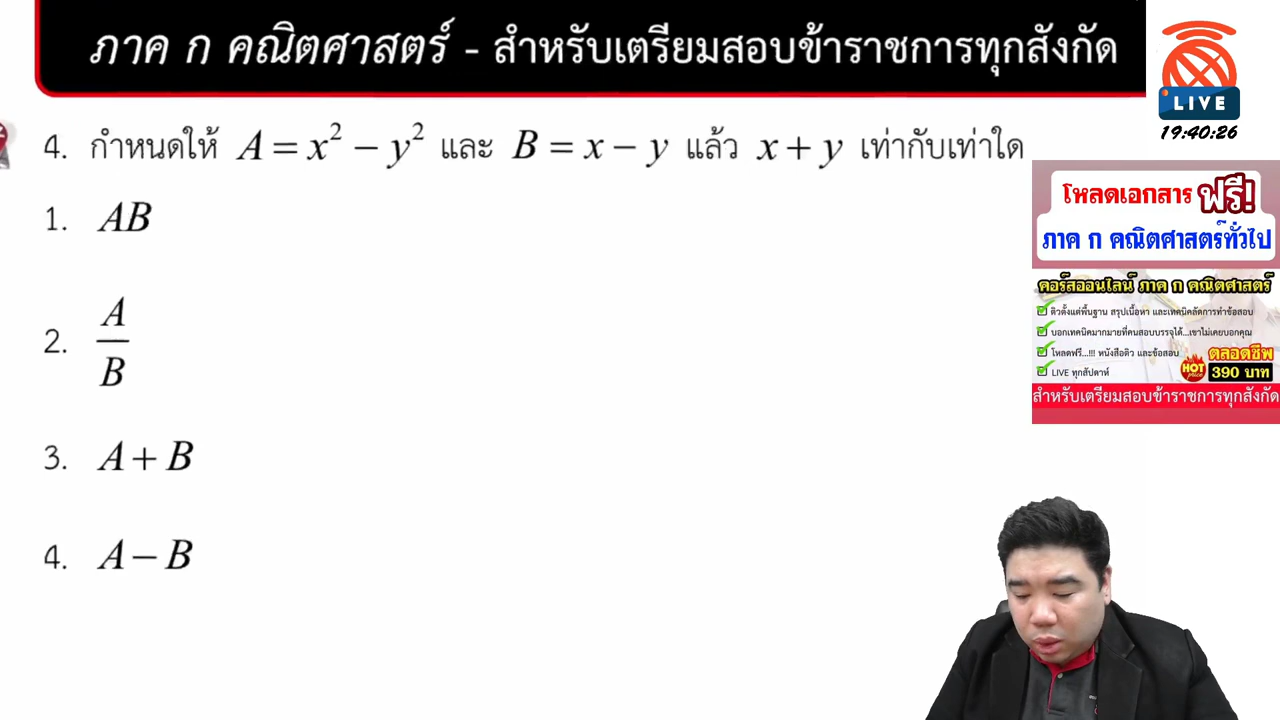 ภาค ก คณิตศาสตร์ - สำหรับเตรียมสอบข้าราชการทุกสังกัด
LIVE
19:40:26
4. กำหนดให้ A = x² − y² และ B = x − y แล้ว x + y เท่ากับเท่าใด
1. AB
2. A/B
3. A + B
4. A − B
โหลดเอกสาร ฟรี!
ภาค ก คณิตศาสตร์ทั่วไป
คอร์สออนไลน์ ภาค ก คณิตศาสตร์
ติวตั้งแต่พื้นฐาน สรุปเนื้อหา และเทคนิคลัดการทำข้อสอบ
บอกเทคนิคมากมายที่คนสอบบรรจุได้...เขาไม่เคยบอกคุณ
โหลดฟรี...!!! หนังสือติว และข้อสอบ
LIVE ทุกสัปดาห์
HOT price
ตลอดชีพ
390 บาท
สำหรับเตรียมสอบข้าราชการทุกสังกัด